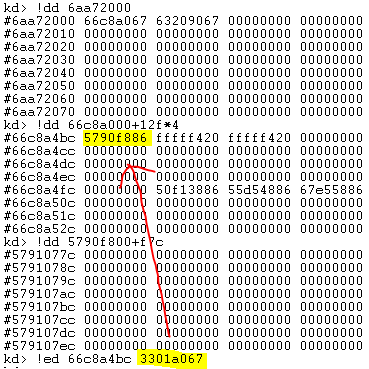 kd> !dd 6aa72000
#6aa72000 66c8a067 63209067 00000000 00000000
#6aa72010 00000000 00000000 00000000 00000000
#6aa72020 00000000 00000000 00000000 00000000
#6aa72030 00000000 00000000 00000000 00000000
#6aa72040 00000000 00000000 00000000 00000000
#6aa72050 00000000 00000000 00000000 00000000
#6aa72060 00000000 00000000 00000000 00000000
#6aa72070 00000000 00000000 00000000 00000000
kd> !dd 66c8a000+12f*4
#66c8a4bc 5790f886 fffff420 fffff420 00000000
#66c8a4cc 00000000 00000000 00000000 00000000
#66c8a4dc 00000000 00000000 00000000 00000000
#66c8a4ec 00000000 00000000 00000000 00000000
#66c8a4fc 00000000 50f13886 55d54886 67e55886
#66c8a50c 00000000 00000000 00000000 00000000
#66c8a51c 00000000 00000000 00000000 00000000
#66c8a52c 00000000 00000000 00000000 00000000
kd> !dd 5790f800+f7c
#5791077c 00000000 00000000 00000000 00000000
#5791078c 00000000 00000000 00000000 00000000
#5791079c 00000000 00000000 00000000 00000000
#579107ac 00000000 00000000 00000000 00000000
#579107bc 00000000 00000000 00000000 00000000
#579107cc 00000000 00000000 00000000 00000000
#579107dc 00000000 00000000 00000000 00000000
#579107ec 00000000 00000000 00000000 00000000
kd> !ed 66c8a4bc 3301a067